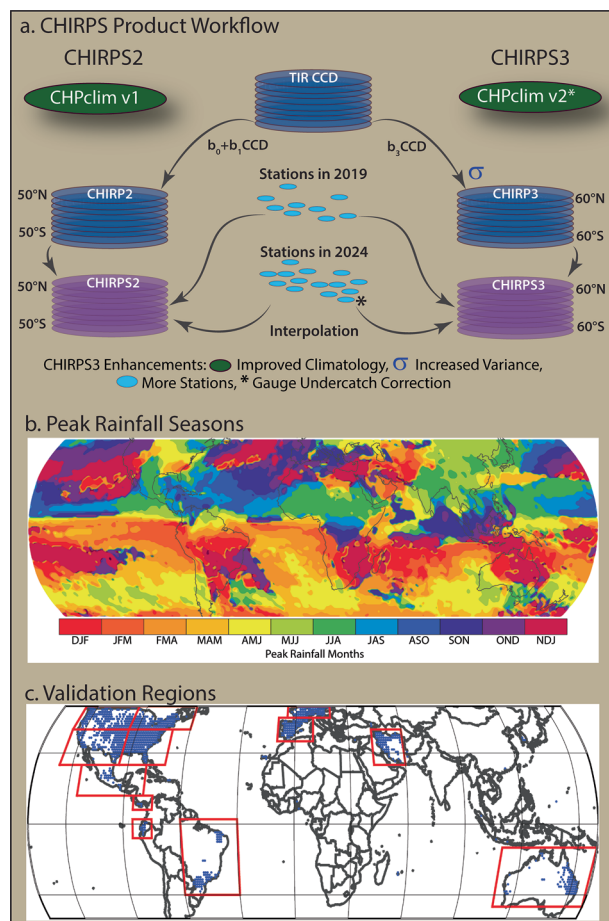 a. CHIRPS Product Workflow
CHIRPS2
CHIRPS3
TIR CCD
CHPclim v1
CHPclim v2*
b₀+b₁CCD
b₃CCD
σ
Stations in 2019
50°N
CHIRP2
50°S
CHIRP3
60°N
60°S
Stations in 2024
50°N
CHIRPS2
50°S
*
CHIRPS3
60°N
60°S
Interpolation
CHIRPS3 Enhancements: Improved Climatology, σ Increased Variance,
More Stations, * Gauge Undercatch Correction
b. Peak Rainfall Seasons
DJF JFM FMA MAM AMJ MJJ JJA JAS ASO SON OND NDJ
Peak Rainfall Months
c. Validation Regions